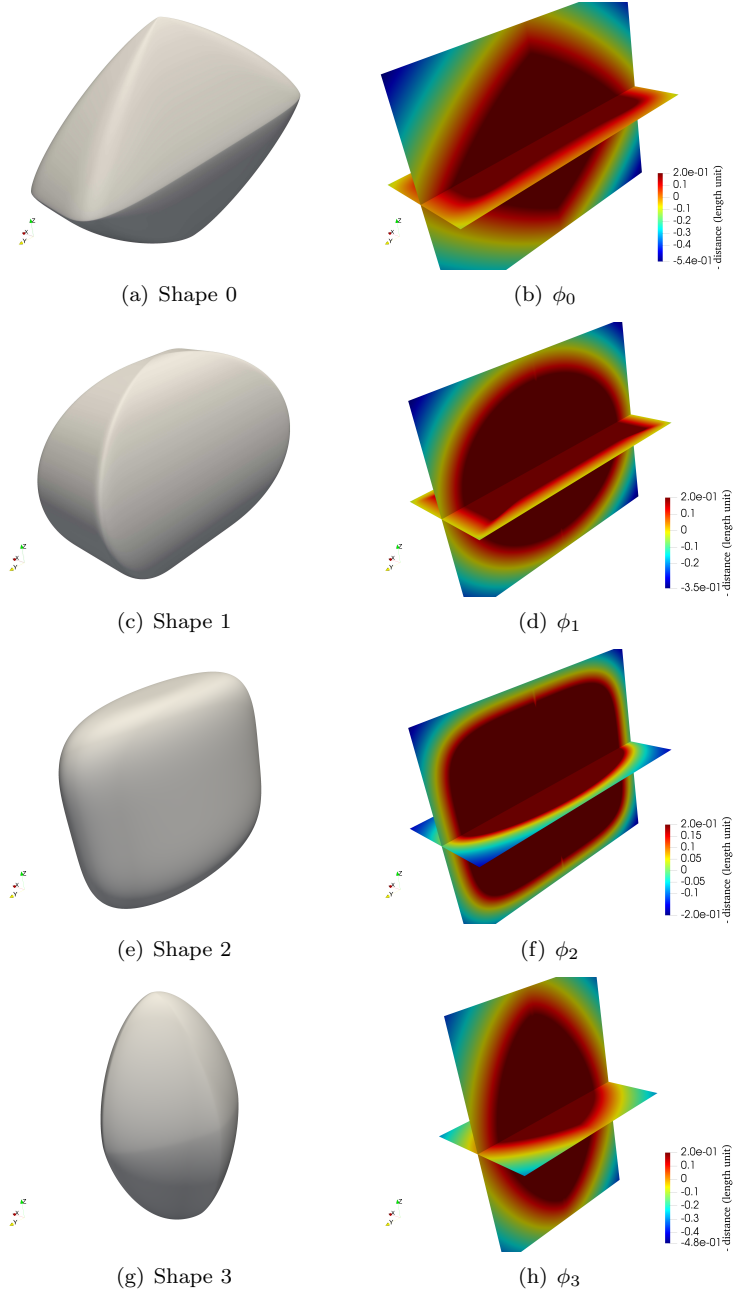 Z
X
Y
Z
X
Y
2.0e-01
0.1
0
-0.1
-0.2
-0.3
-0.4
-5.4e-01
- distance (length unit)
(a) Shape 0
(b) ϕ₀
Z
X
Y
Z
X
Y
2.0e-01
0.1
0
-0.1
-0.2
-3.5e-01
- distance (length unit)
(c) Shape 1
(d) ϕ₁
Z
X
Y
Z
X
Y
2.0e-01
0.15
0.1
0.05
0
-0.05
-0.1
-2.0e-01
- distance (length unit)
(e) Shape 2
(f) ϕ₂
Z
X
Y
Z
X
Y
2.0e-01
0.1
0
-0.1
-0.2
-0.3
-0.4
-4.8e-01
- distance (length unit)
(g) Shape 3
(h) ϕ₃